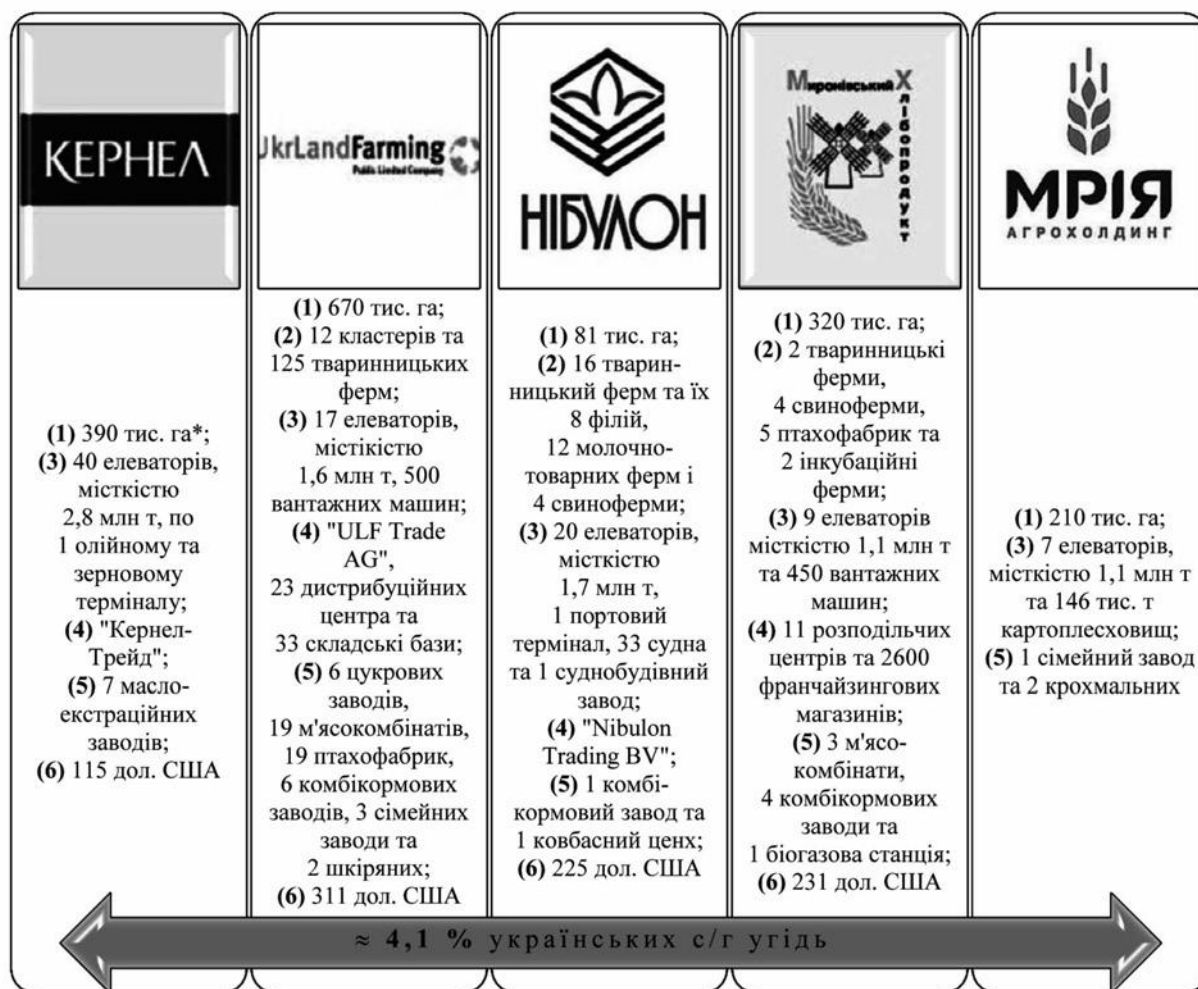 КЕРНЕЛ
(1) 390 тис. га*;
(3) 40 елеваторів,
місткістю
2,8 млн т, по
1 олійному та
зерновому
терміналу;
(4) "Кернел-
Трейд";
(5) 7 масло-
екстраційних
заводів;
(6) 115 дол. США
UkrLandFarming
Public Limited Company
(1) 670 тис. га;
(2) 12 кластерів та
125 тваринницьких
ферм;
(3) 17 елеваторів,
містікістю
1,6 млн т, 500
вантажних машин;
(4) "ULF Trade
AG",
23 дистрибуційних
центра та
33 складські бази;
(5) 6 цукрових
заводів,
19 м'ясокомбінатів,
19 птахофабрик,
6 комбікормових
заводів, 3 сімейних
заводи та
2 шкіряних;
(6) 311 дол. США
НІБУЛОН
(1) 81 тис. га;
(2) 16 тварин-
ницький ферм та їх
8 філій,
12 молочно-
товарних ферм і
4 свиноферми;
(3) 20 елеваторів,
місткістю
1,7 млн т,
1 портовий
термінал, 33 судна
та 1 суднобудівний
завод;
(4) "Nibulon
Trading BV";
(5) 1 комбі-
кормовий завод та
1 ковбасний ценх;
(6) 225 дол. США
Миронівський
Хлібопродукт
(1) 320 тис. га;
(2) 2 тваринницькі
ферми,
4 свиноферми,
5 птахофабрик та
2 інкубаційні
ферми;
(3) 9 елеваторів
місткістю 1,1 млн т
та 450 вантажних
машин;
(4) 11 розподільчих
центрів та 2600
франчайзингових
магазинів;
(5) 3 м'ясо-
комбінати,
4 комбікормових
заводи та
1 біогазова станція;
(6) 231 дол. США
МРІЯ
АГРОХОЛДИНГ
(1) 210 тис. га;
(3) 7 елеваторів,
місткістю 1,1 млн т
та 146 тис. т
картоплесховищ;
(5) 1 сімейний завод
та 2 крохмальних
≈ 4,1 % українських с/г угідь